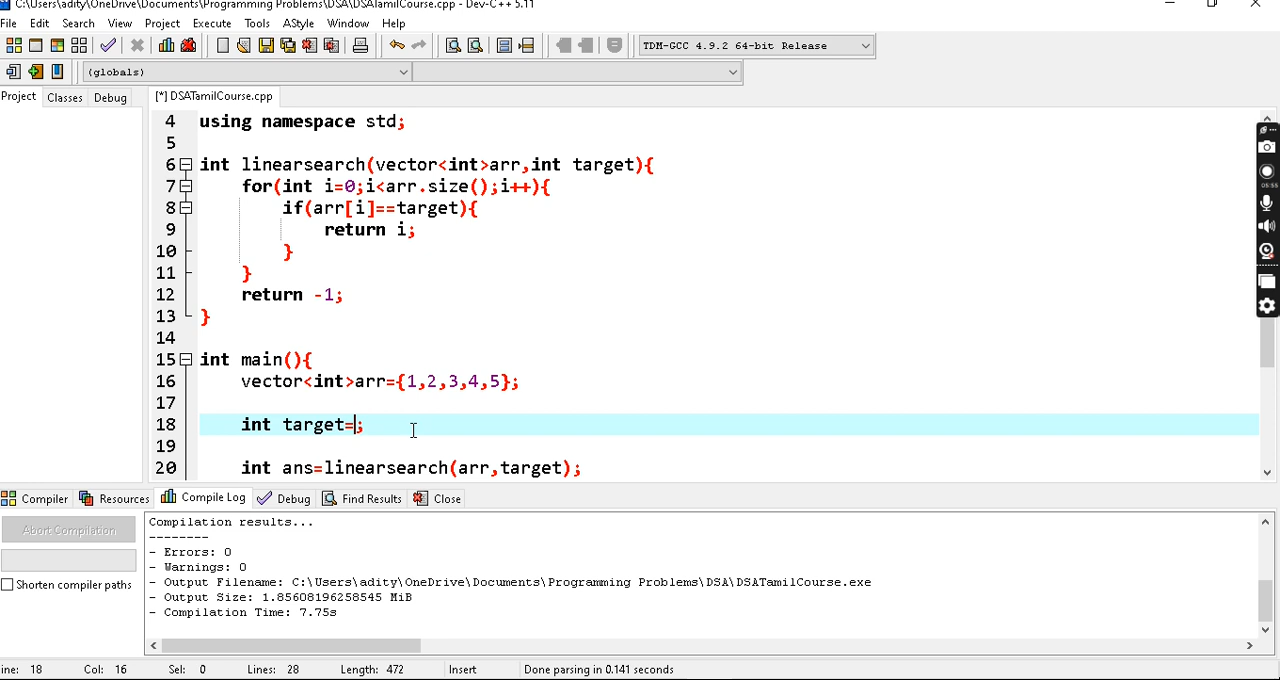 C:\Users\adity\OneDrive\Documents\Programming Problems\DSA\DSATamilCourse.cpp - Dev-C++ 5.11
File Edit Search View Project Execute Tools AStyle Window Help
TDM-GCC 4.9.2 64-bit Release
(globals)
Project Classes Debug [*] DSATamilCourse.cpp
4 using namespace std;
5
6 int linearsearch(vector<int>arr,int target){
7 for(int i=0;i<arr.size();i++){
8 if(arr[i]==target){
9 return i;
10 }
11 }
12 return -1;
13 }
14
15 int main(){
16 vector<int>arr={1,2,3,4,5};
17
18 int target=;
19
20 int ans=linearsearch(arr,target);
Compiler Resources Compile Log Debug Find Results Close
Abort Compilation
Shorten compiler paths
Compilation results...
--------
- Errors: 0
- Warnings: 0
- Output Filename: C:\Users\adity\OneDrive\Documents\Programming Problems\DSA\DSATamilCourse.exe
- Output Size: 1.85608196258545 MiB
- Compilation Time: 7.75s
ine: 18 Col: 16 Sel: 0 Lines: 28 Length: 472 Insert Done parsing in 0.141 seconds